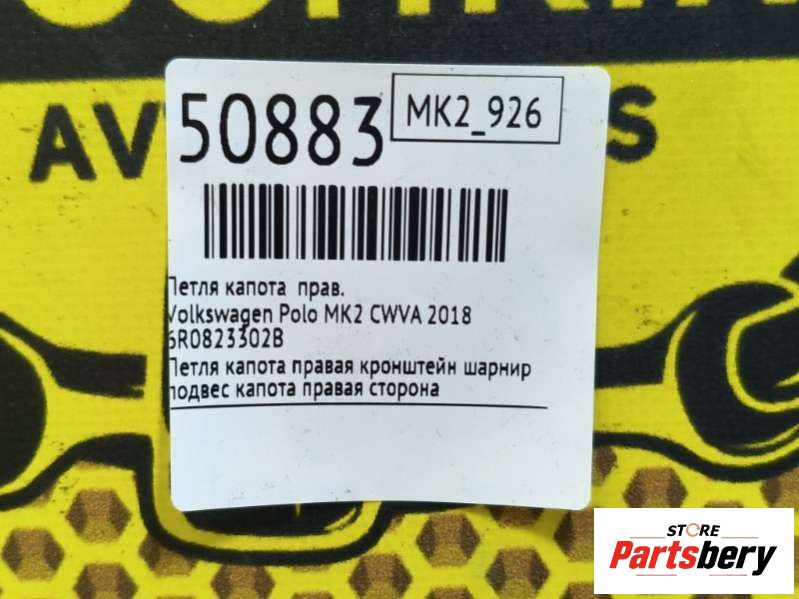 AV
S
50883
MK2_926
Петля капота прав.
Volkswagen Polo MK2 CWVA 2018
6R0823302B
Петля капота правая кронштейн шарнир
подвес капота правая сторона
STORE
Partsbery